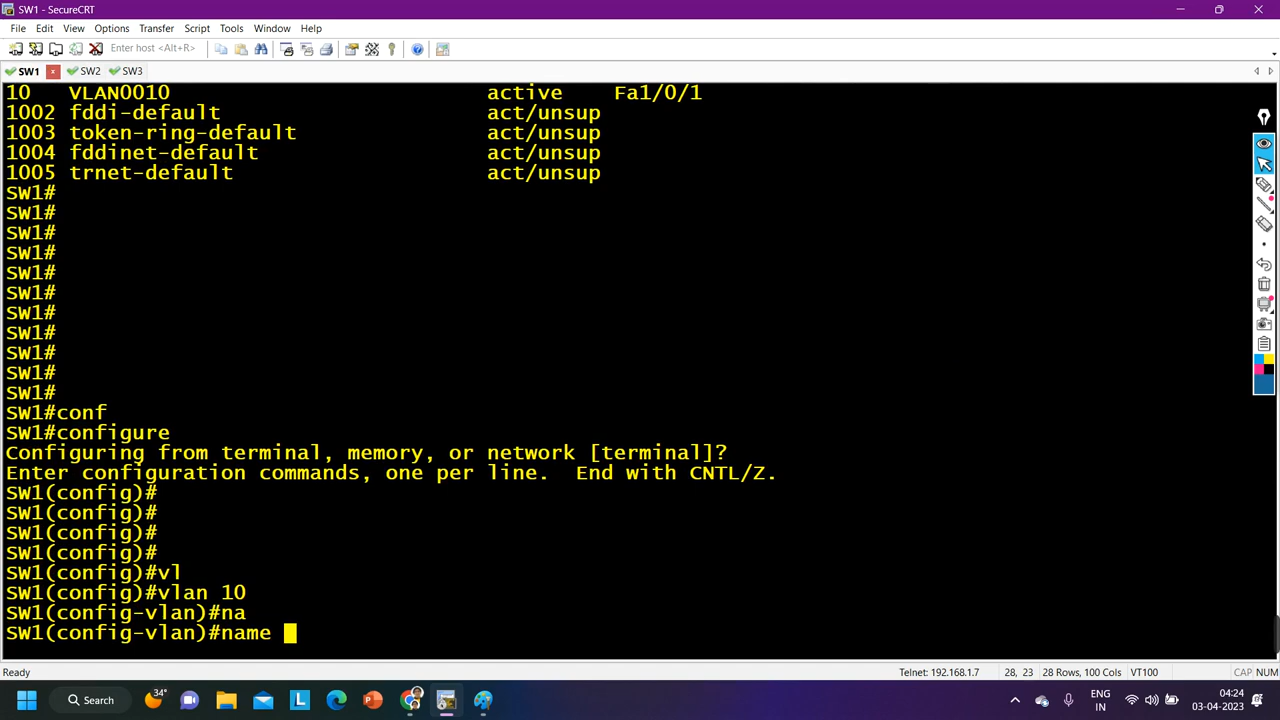 SW1 - SecureCRT
File Edit View Options Transfer Script Tools Window Help
Enter host <Alt+R>
SW1 x SW2 SW3
10 VLAN0010 active Fa1/0/1
1002 fddi-default act/unsup
1003 token-ring-default act/unsup
1004 fddinet-default act/unsup
1005 trnet-default act/unsup
SW1#
SW1#
SW1#
SW1#
SW1#
SW1#
SW1#
SW1#
SW1#
SW1#
SW1#
SW1#conf
SW1#configure
Configuring from terminal, memory, or network [terminal]?
Enter configuration commands, one per line. End with CNTL/Z.
SW1(config)#
SW1(config)#
SW1(config)#
SW1(config)#
SW1(config)#vl
SW1(config)#vlan 10
SW1(config-vlan)#na
SW1(config-vlan)#name
Ready Telnet: 192.168.1.7 28, 23 28 Rows, 100 Cols VT100 CAP NUM
34° Search L P ENG 04:24
IN 03-04-2023